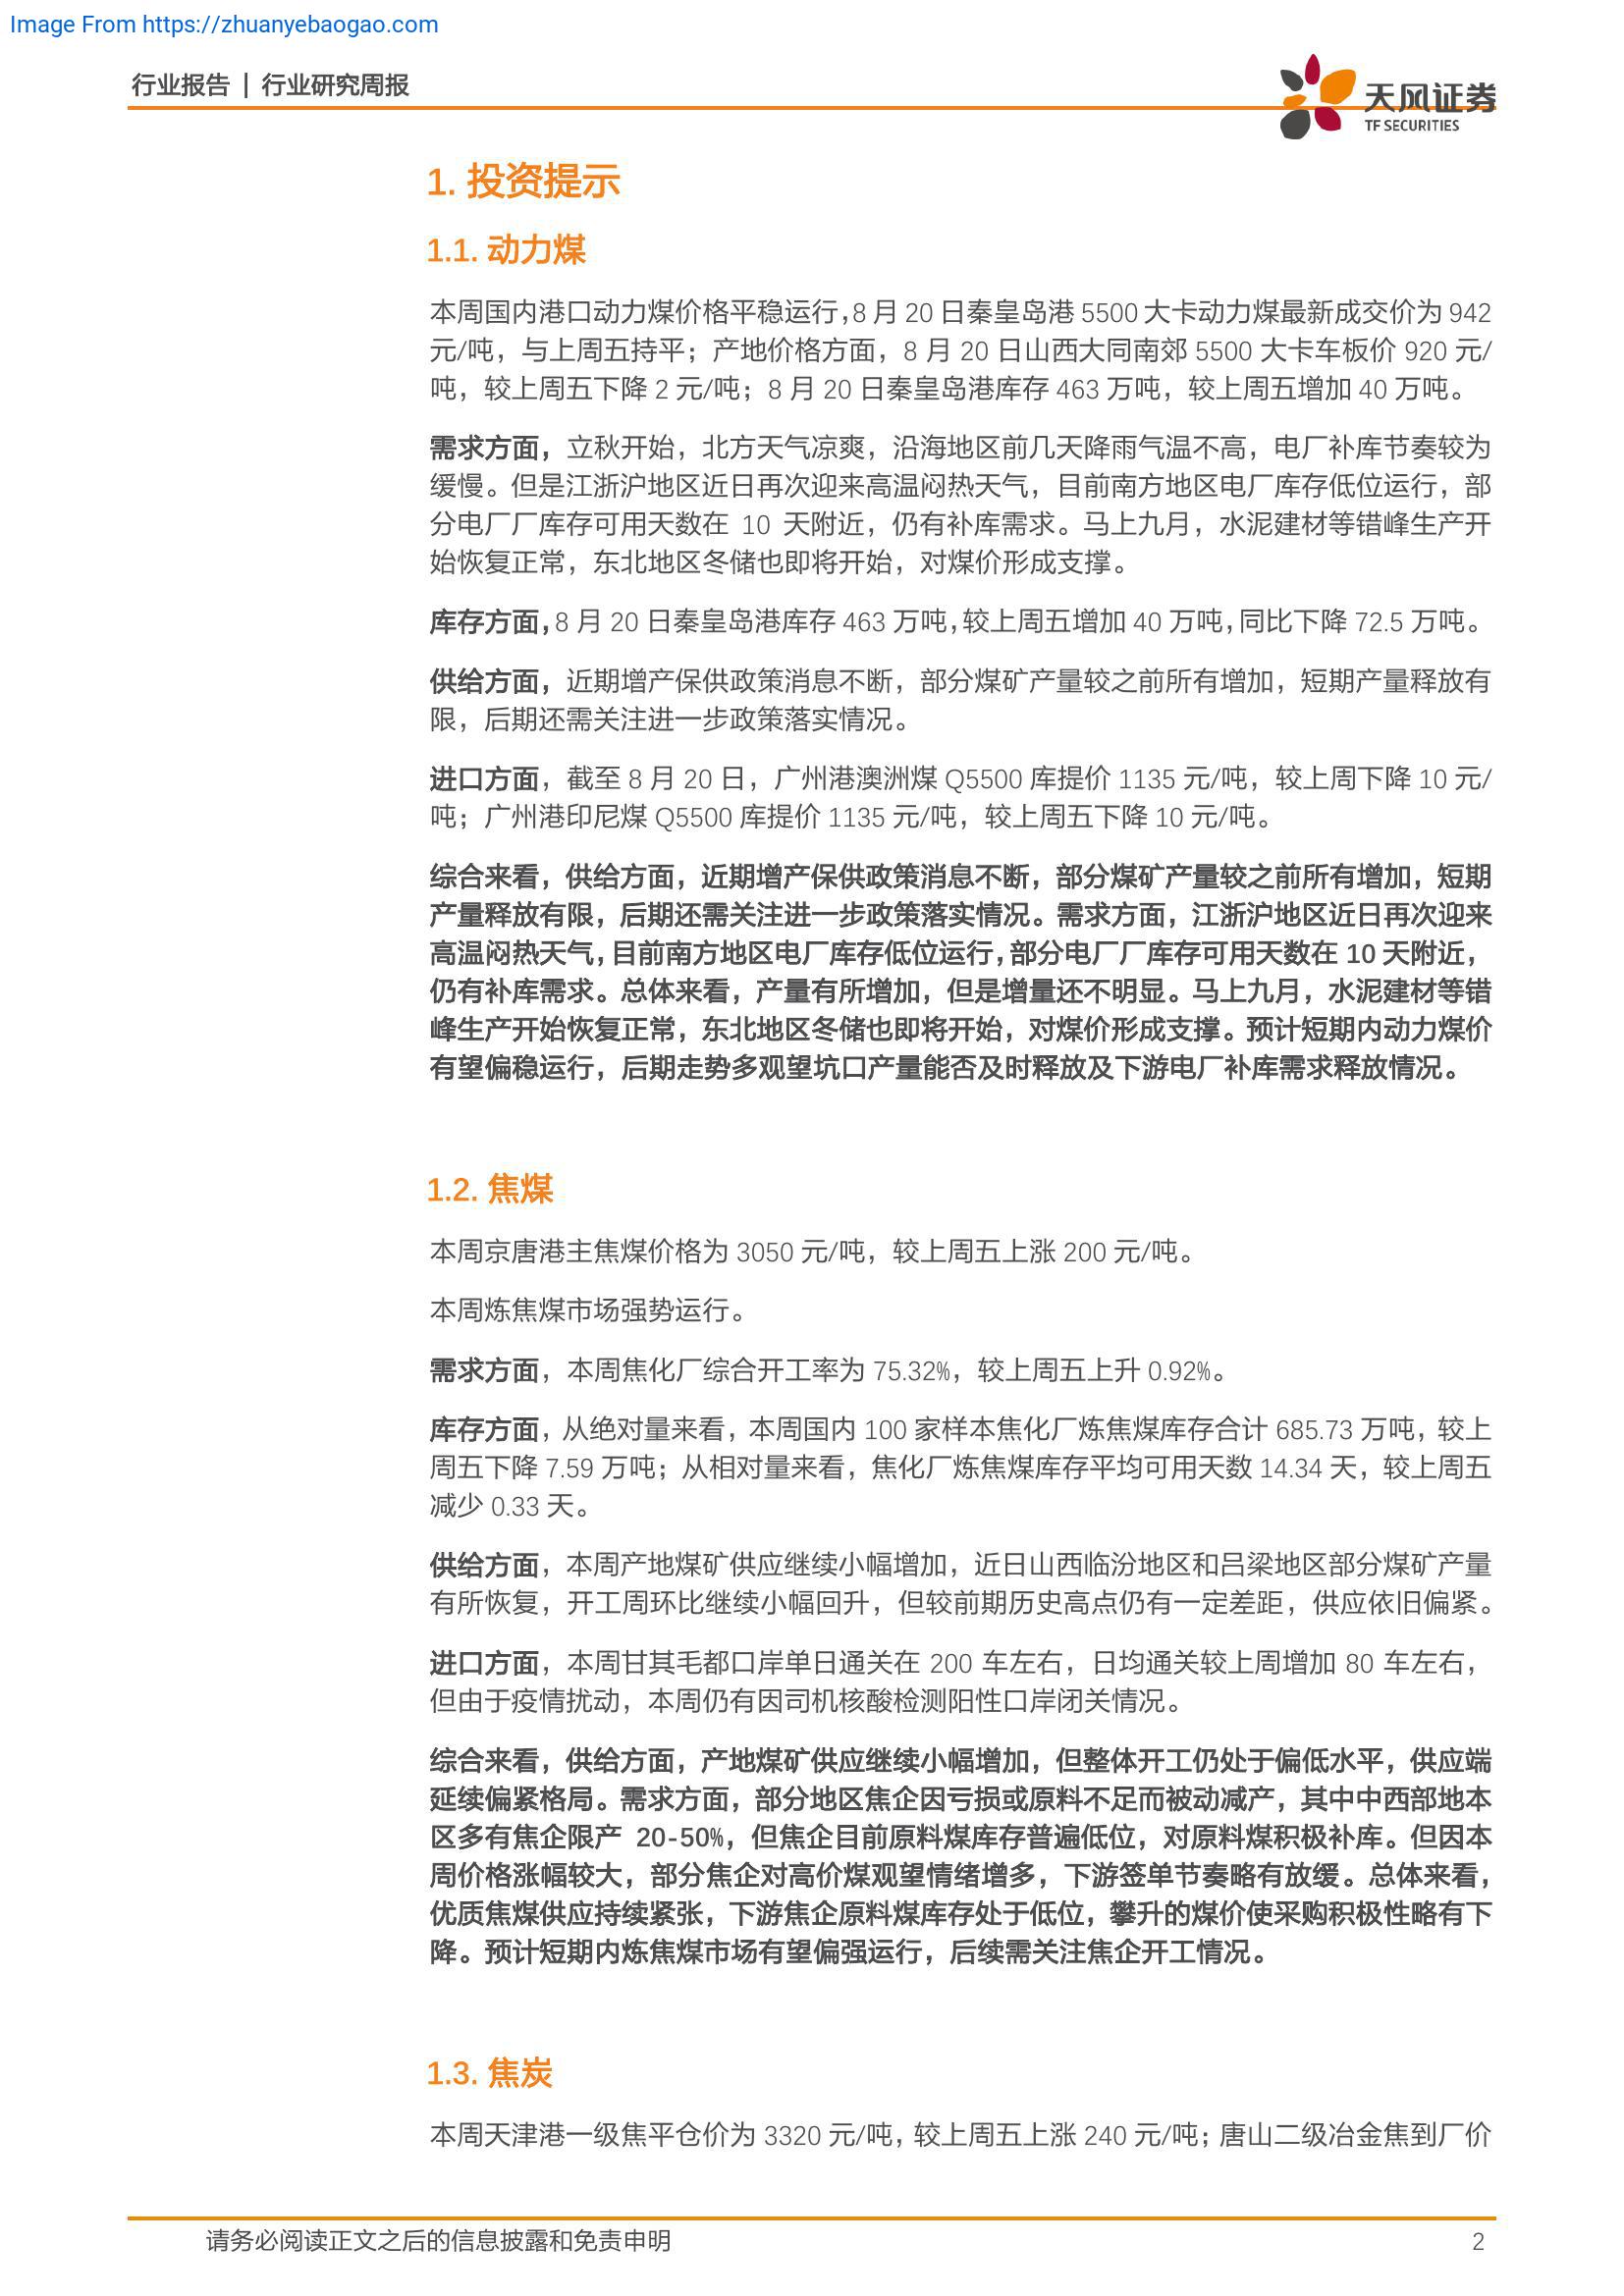 Image From https://zhuanyebaogao.com
行业报告 | 行业研究周报
天风证券
TF SECURITIES
1. 投资提示
1.1. 动力煤
本周国内港口动力煤价格平稳运行，8 月 20 日秦皇岛港 5500 大卡动力煤最新成交价为 942
元/吨，与上周五持平；产地价格方面，8 月 20 日山西大同南郊 5500 大卡车板价 920 元/
吨，较上周五下降 2 元/吨；8 月 20 日秦皇岛港库存 463 万吨，较上周五增加 40 万吨。
需求方面，立秋开始，北方天气凉爽，沿海地区前几天降雨气温不高，电厂补库节奏较为
缓慢。但是江浙沪地区近日再次迎来高温闷热天气，目前南方地区电厂库存低位运行，部
分电厂厂库存可用天数在 10 天附近，仍有补库需求。马上九月，水泥建材等错峰生产开
始恢复正常，东北地区冬储也即将开始，对煤价形成支撑。
库存方面，8 月 20 日秦皇岛港库存 463 万吨，较上周五增加 40 万吨，同比下降 72.5 万吨。
供给方面，近期增产保供政策消息不断，部分煤矿产量较之前所有增加，短期产量释放有
限，后期还需关注进一步政策落实情况。
进口方面，截至 8 月 20 日，广州港澳洲煤 Q5500 库提价 1135 元/吨，较上周下降 10 元/
吨；广州港印尼煤 Q5500 库提价 1135 元/吨，较上周五下降 10 元/吨。
综合来看，供给方面，近期增产保供政策消息不断，部分煤矿产量较之前所有增加，短期
产量释放有限，后期还需关注进一步政策落实情况。需求方面，江浙沪地区近日再次迎来
高温闷热天气，目前南方地区电厂库存低位运行，部分电厂厂库存可用天数在 10 天附近，
仍有补库需求。总体来看，产量有所增加，但是增量还不明显。马上九月，水泥建材等错
峰生产开始恢复正常，东北地区冬储也即将开始，对煤价形成支撑。预计短期内动力煤价
有望偏稳运行，后期走势多观望坑口产量能否及时释放及下游电厂补库需求释放情况。
1.2. 焦煤
本周京唐港主焦煤价格为 3050 元/吨，较上周五上涨 200 元/吨。
本周炼焦煤市场强势运行。
需求方面，本周焦化厂综合开工率为 75.32%，较上周五上升 0.92%。
库存方面，从绝对量来看，本周国内 100 家样本焦化厂炼焦煤库存合计 685.73 万吨，较上
周五下降 7.59 万吨；从相对量来看，焦化厂炼焦煤库存平均可用天数 14.34 天，较上周五
减少 0.33 天。
供给方面，本周产地煤矿供应继续小幅增加，近日山西临汾地区和吕梁地区部分煤矿产量
有所恢复，开工周环比继续小幅回升，但较前期历史高点仍有一定差距，供应依旧偏紧。
进口方面，本周甘其毛都口岸单日通关在 200 车左右，日均通关较上周增加 80 车左右，
但由于疫情扰动，本周仍有因司机核酸检测阳性口岸闭关情况。
综合来看，供给方面，产地煤矿供应继续小幅增加，但整体开工仍处于偏低水平，供应端
延续偏紧格局。需求方面，部分地区焦企因亏损或原料不足而被动减产，其中中西部地本
区多有焦企限产 20-50%，但焦企目前原料煤库存普遍低位，对原料煤积极补库。但因本
周价格涨幅较大，部分焦企对高价煤观望情绪增多，下游签单节奏略有放缓。总体来看，
优质焦煤供应持续紧张，下游焦企原料煤库存处于低位，攀升的煤价使采购积极性略有下
降。预计短期内炼焦煤市场有望偏强运行，后续需关注焦企开工情况。
1.3. 焦炭
本周天津港一级焦平仓价为 3320 元/吨，较上周五上涨 240 元/吨；唐山二级冶金焦到厂价
请务必阅读正文之后的信息披露和免责申明
2